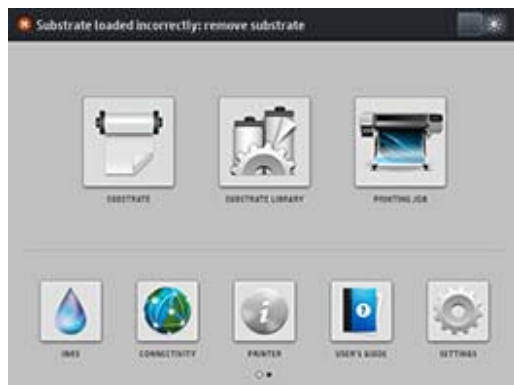 Substrate loaded incorrectly: remove substrate
SUBSTRATE
SUBSTRATE LIBRARY
PRINTING JOB
INKS
CONNECTIVITY
PRINTER
USER'S GUIDE
SETTINGS